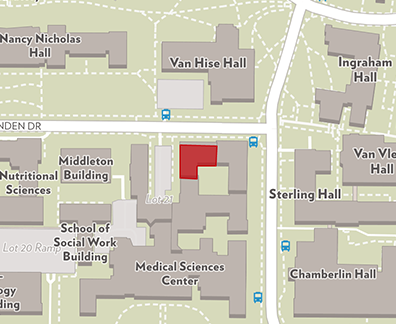 Nancy Nicholas
Hall
Van Hise Hall
Ingraham
Hall
NDEN DR
Middleton
Building
Van Vle
Hall
Nutritional
Sciences
Lot 21
Sterling Hall
School of
Social Work
Building
Lot 20 Ramp
Medical Sciences
Center
Chamberlin Hall
ogy
ding